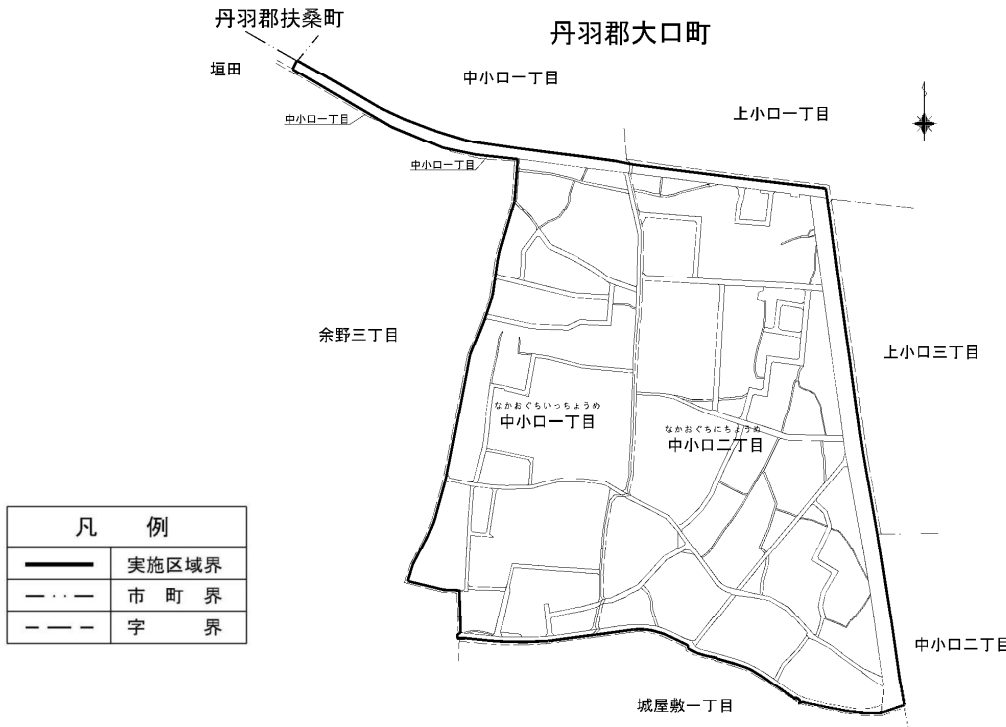 丹羽郡扶桑町
丹羽郡大口町
垣田
中小口一丁目
上小口一丁目
中小口一丁目
中小口一丁目
余野三丁目
上小口三丁目
なかおぐちいっちょうめ
中小口一丁目
なかおぐちにちょうめ
中小口二丁目
凡 例
実施区域界
市 町 界
字 界
中小口二丁目
城屋敷一丁目